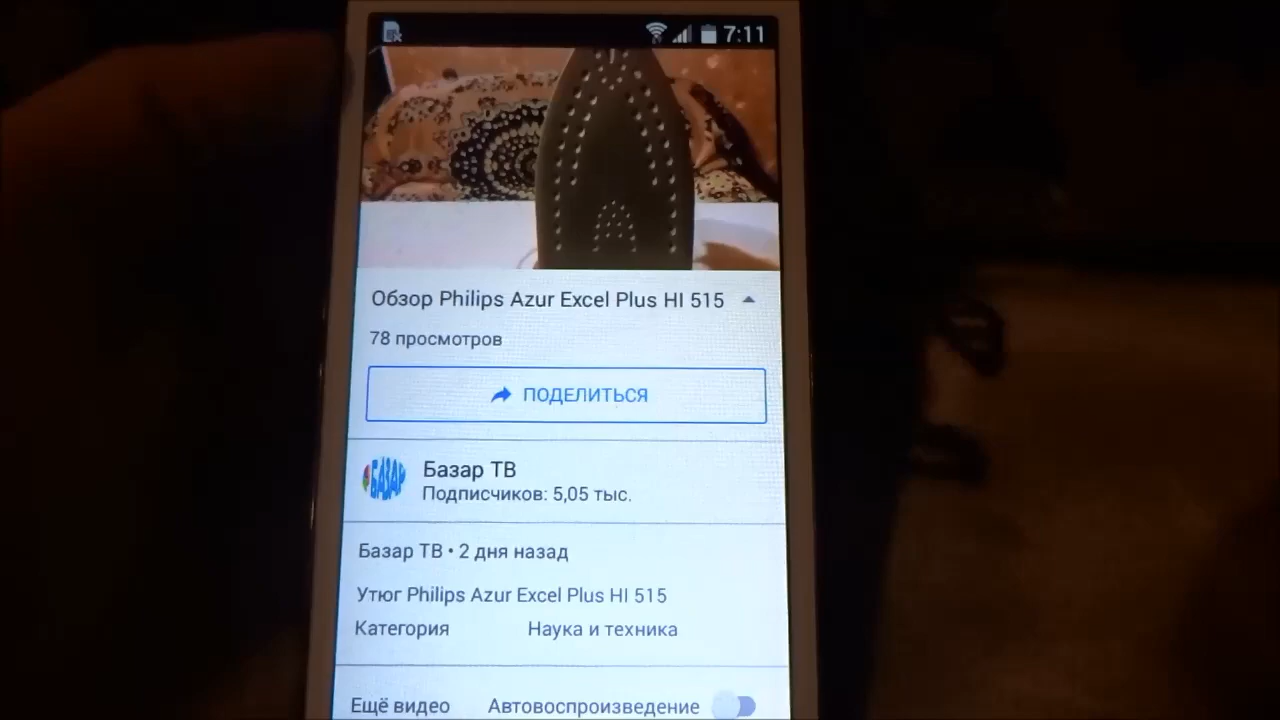 7:11
Обзор Philips Azur Excel Plus HI 515
78 просмотров
ПОДЕЛИТЬСЯ
БАЗАР
Базар ТВ
Подписчиков: 5,05 тыс.
Базар ТВ • 2 дня назад
Утюг Philips Azur Excel Plus HI 515
Категория Наука и техника
Ещё видео Автовоспроизведение